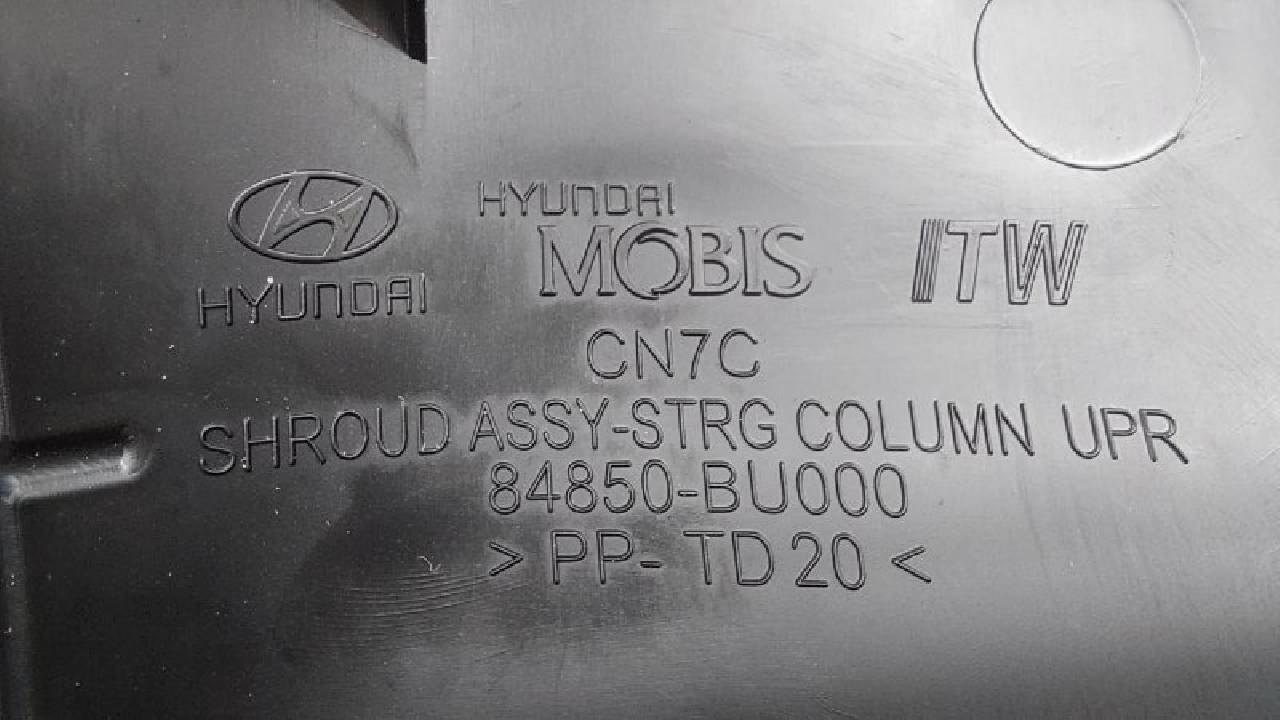 HYUNDAI
HYUNDAI
MOBIS
ITW
CN7C
SHROUD ASSY-STRG COLUMN UPR
84850-BU000
> PP- TD 20 <